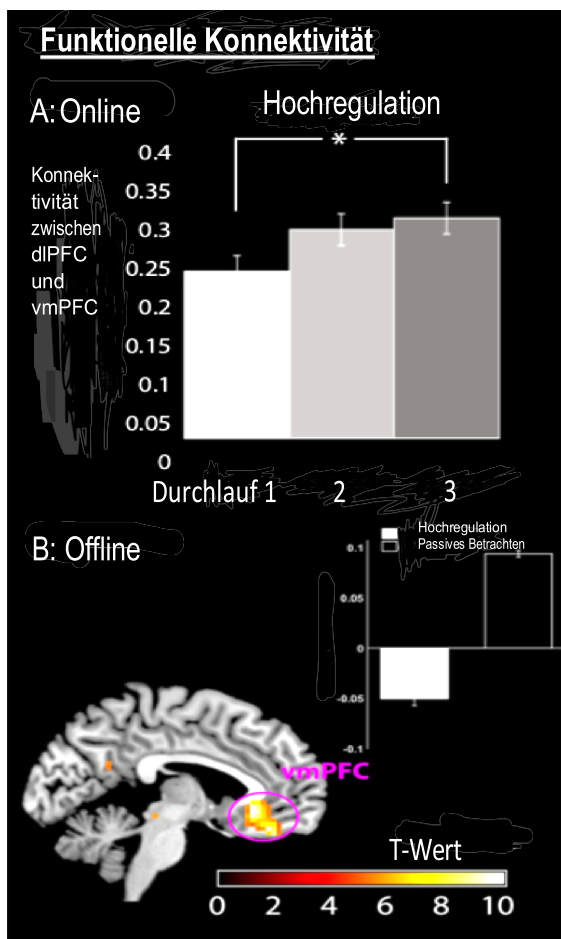 Funktionelle Konnektivität
A: Online
Hochregulation
*
Konnek-
tivität
zwischen
dlPFC
und
vmPFC
0.4
0.35
0.3
0.25
0.2
0.15
0.1
0.05
0
Durchlauf 1 2 3
B: Offline
Hochregulation
Passives Betrachten
0.1
0.05
0
-0.05
-0.1
vmPFC
T-Wert
0 2 4 6 8 10